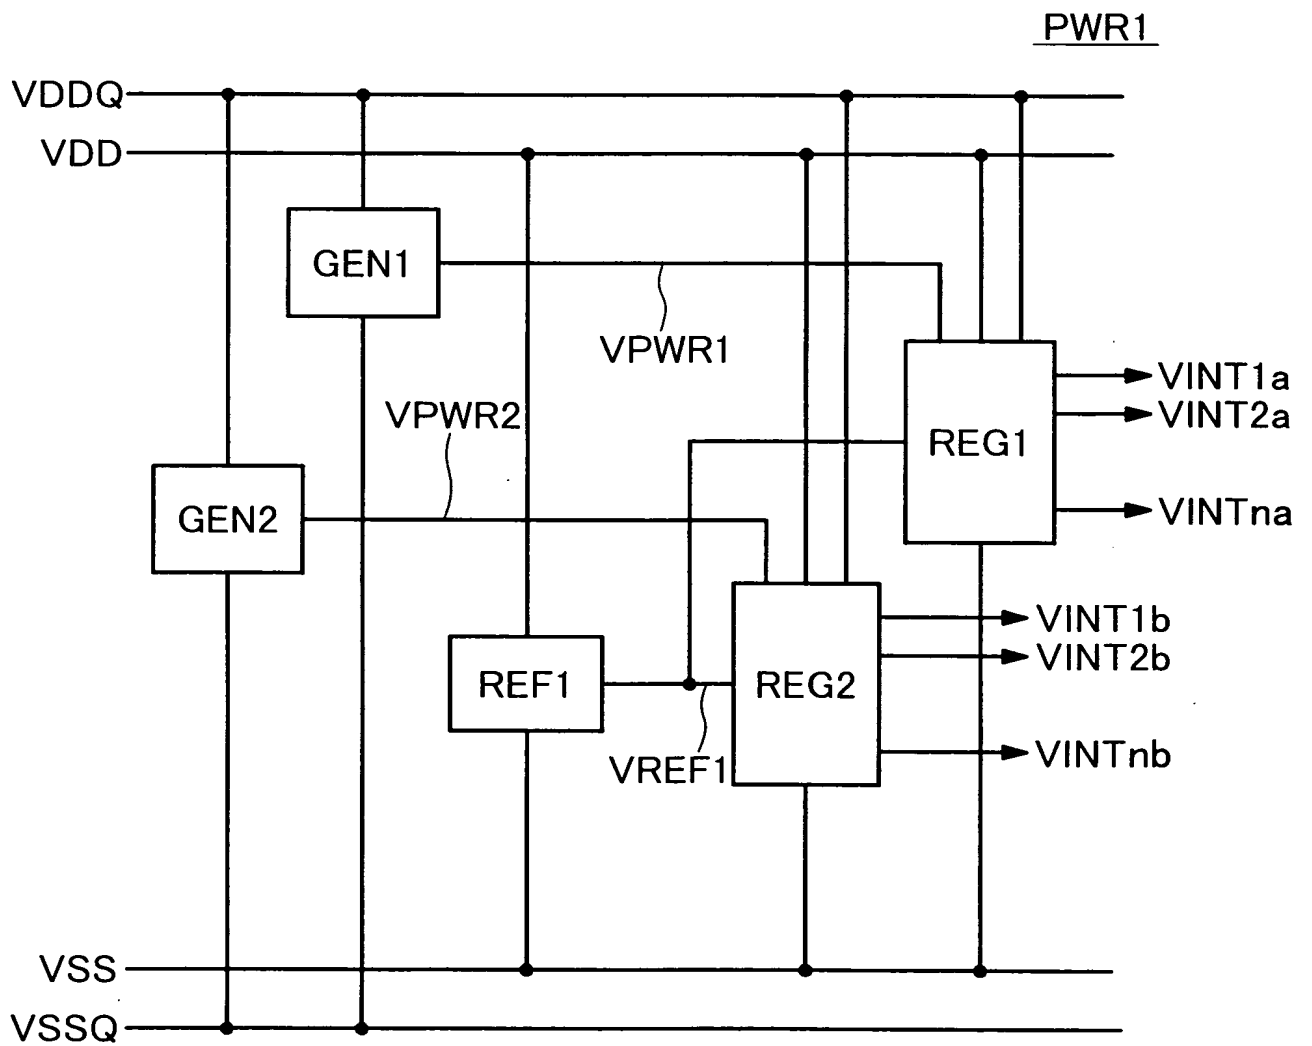 PWR1
VDDQ
VDD
GEN1
VPWR1
VINT1a
VPWR2
VINT2a
REG1
GEN2
VINTna
VINT1b
VINT2b
REF1
REG2
VREF1
VINTnb
VSS
VSSQ